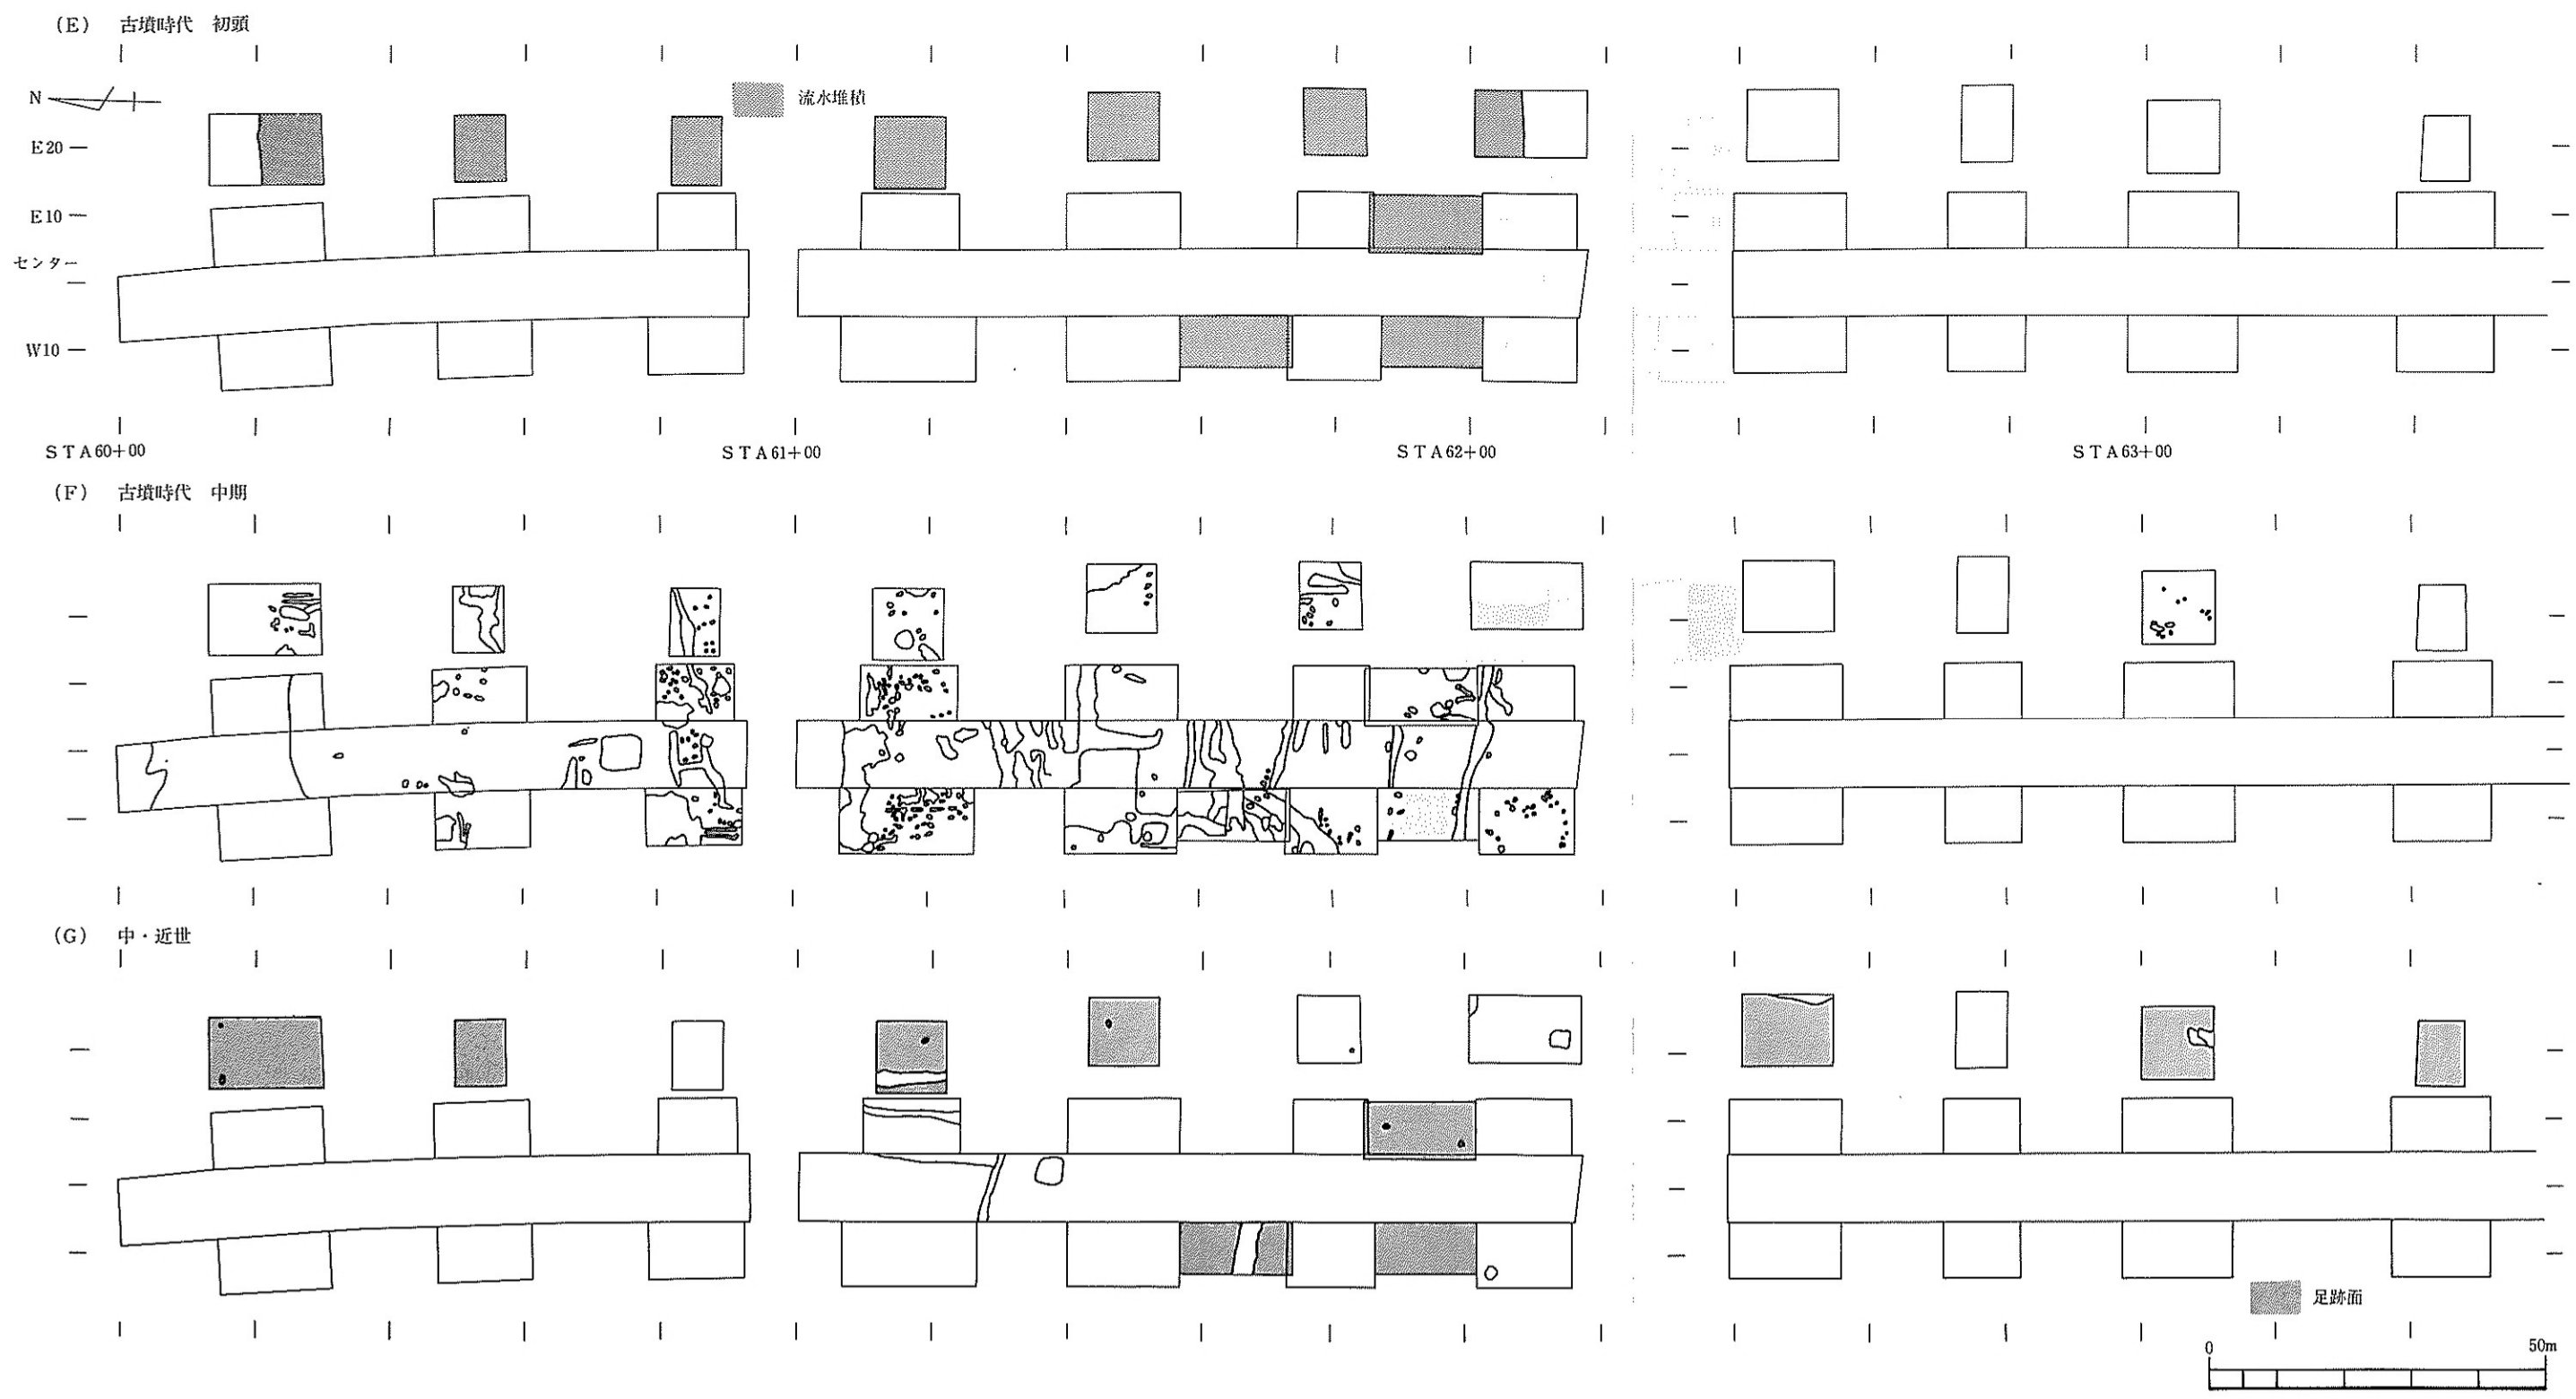 (E) 古墳時代 初頭
N
流水堆積
E20
E10
センター
W10
STA60+00
STA61+00
STA62+00
STA63+00
(F) 古墳時代 中期
(G) 中・近世
足跡面
0
50m